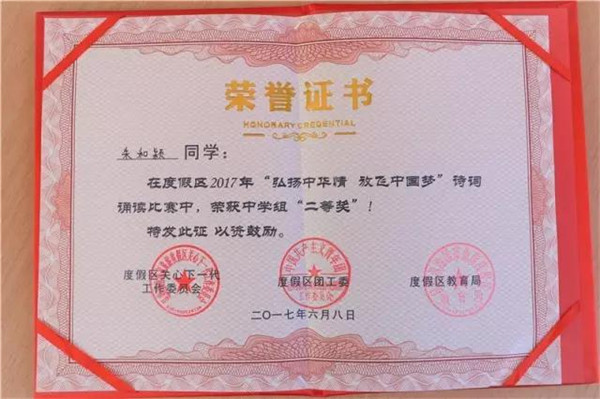 荣誉证书
HONORARY CREDENTIAL
朱和颖 同学：
在度假区2017年“弘扬中华情 放飞中国梦”诗词
诵读比赛中，荣获中学组“二等奖”！
特发此证 以资鼓励。
度假区关心下一代
工作委员会
度假区团工委
度假区教育局
二〇一七年六月八日